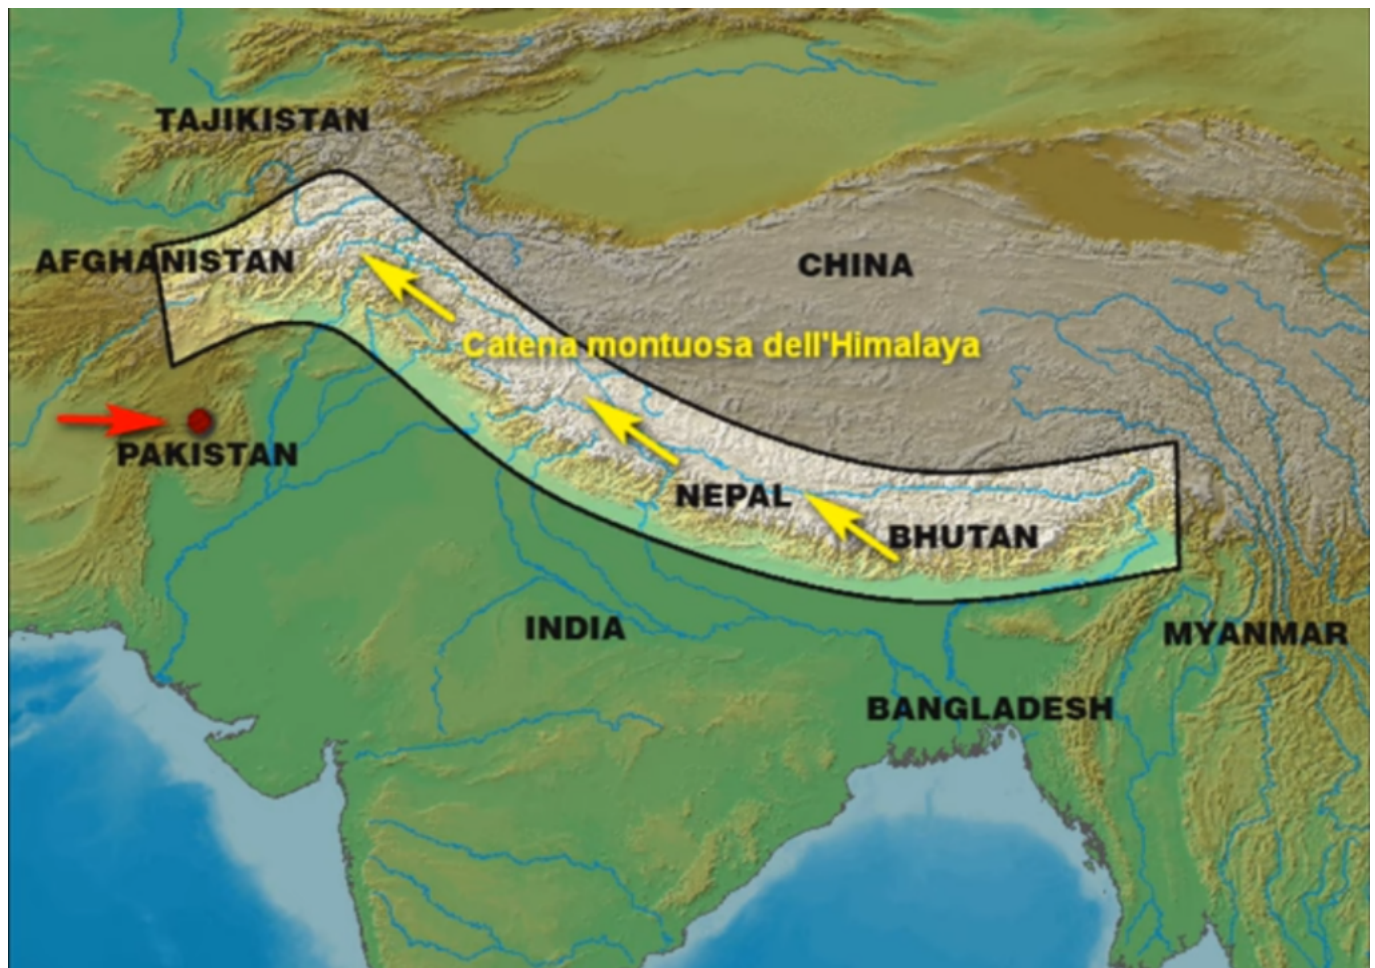 TAJIKISTAN
AFGHANISTAN
CHINA
Catena montuosa dell'Himalaya
PAKISTAN
NEPAL
BHUTAN
INDIA
MYANMAR
BANGLADESH